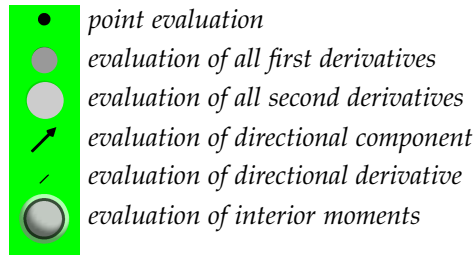 point evaluation
evaluation of all first derivatives
evaluation of all second derivatives
evaluation of directional component
evaluation of directional derivative
evaluation of interior moments